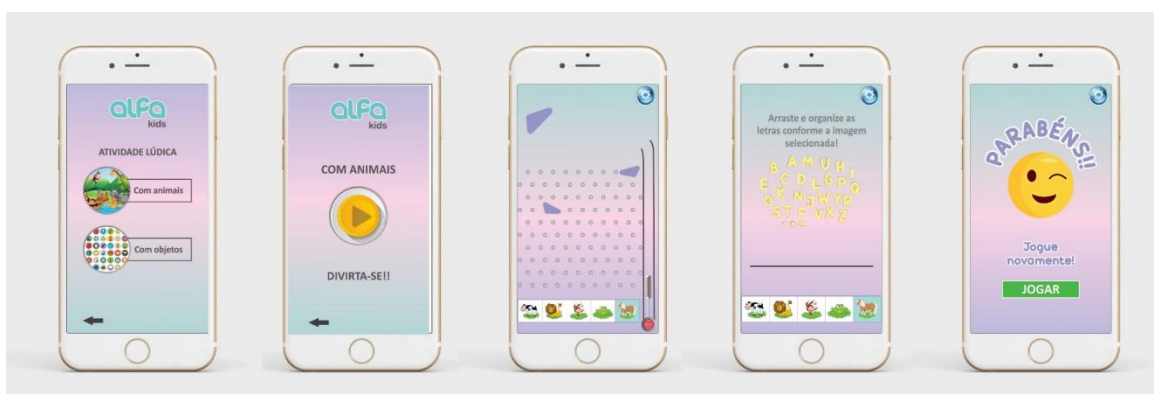 alfa
kids
ATIVIDADE LÚDICA
Com animais
Com objetos
alfa
kids
COM ANIMAIS
DIVIRTA-SE!!
Arraste e organize as
letras conforme a imagem
selecionada!
PARABÉNS!!
Jogue
novamente!
JOGAR